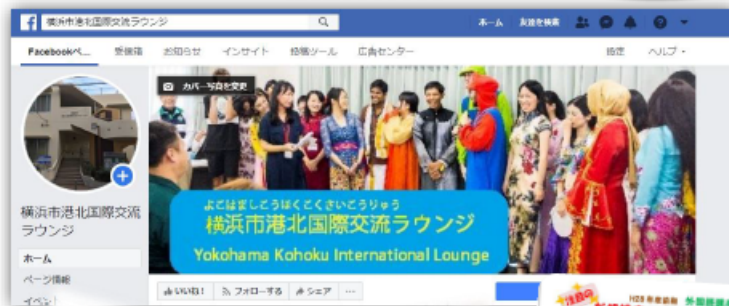 横浜市港北国際交流ラウンジ
ホーム 友達を検索
Facebookペ... 受信箱 お知らせ インサイト 投稿ツール 広告センター 設定 ヘルプ
カバー写真を変更
よこはましこうほくこくさいこうりゅう
横浜市港北国際交流ラウンジ
Yokohama Kohoku International Lounge
横浜市港北国際交流
ラウンジ
ホーム
ページ情報
イベン
いいね! フォローする シェア ...
注目の